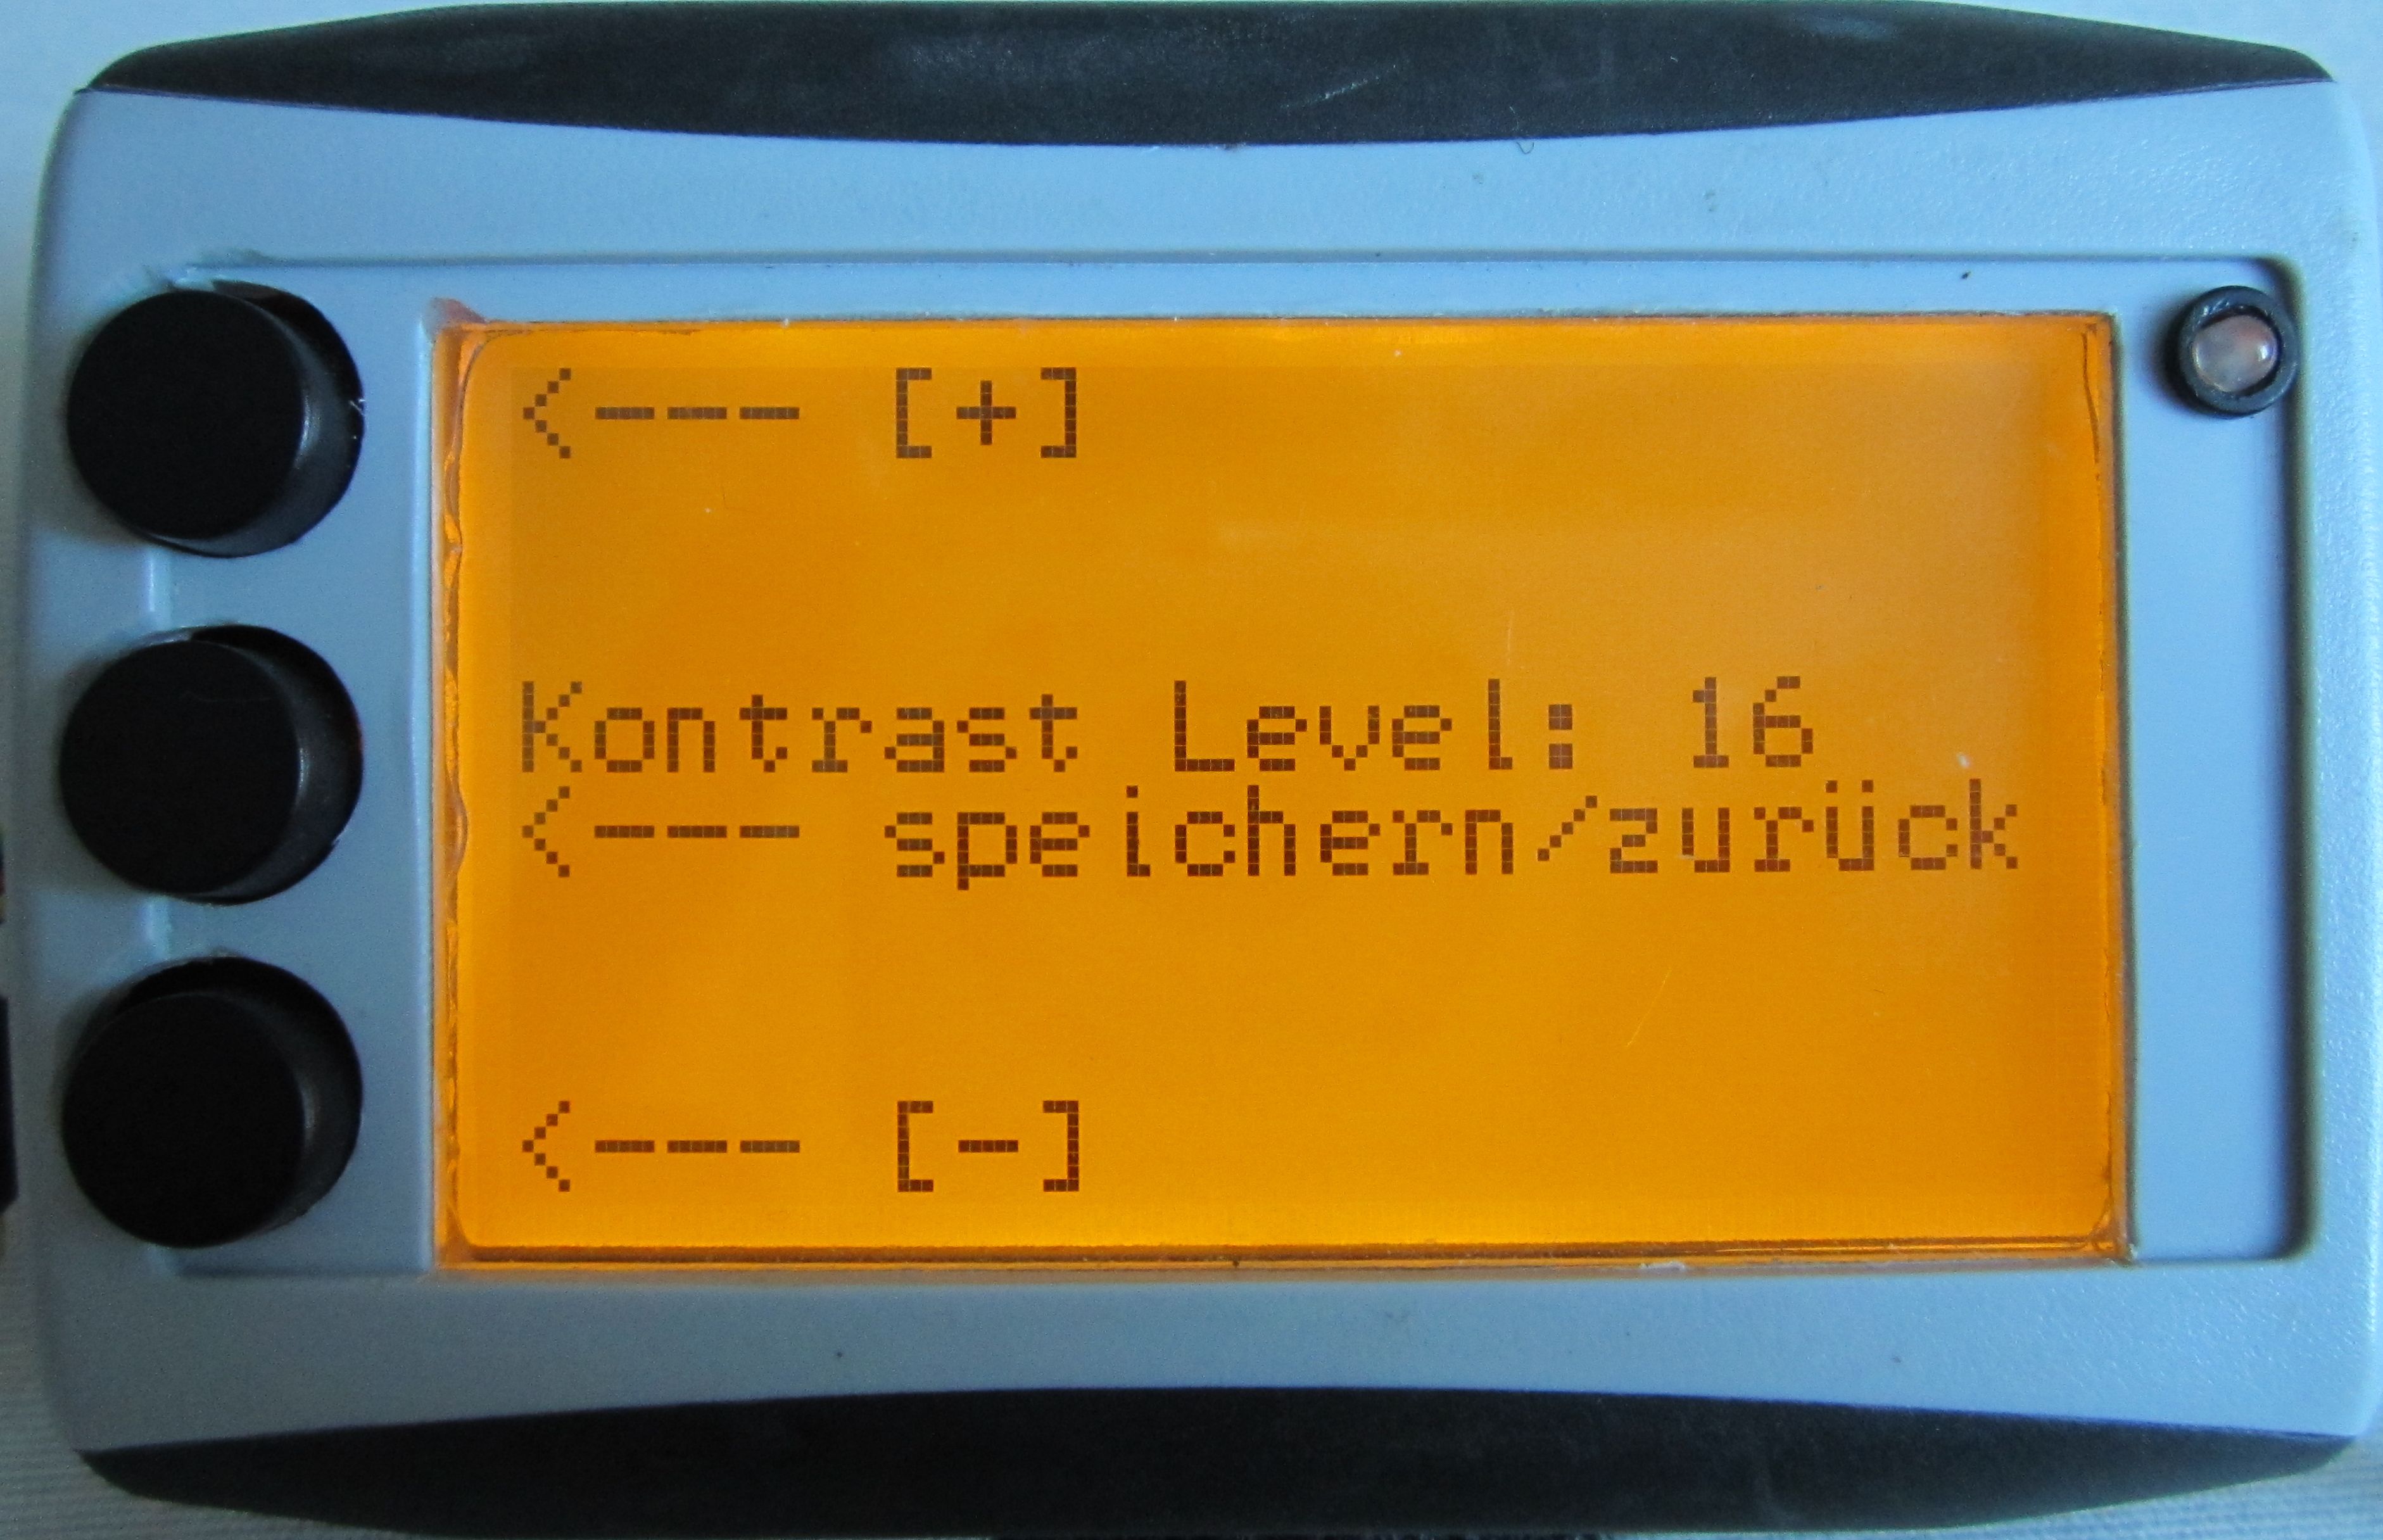 <--- [+]
Kontrast Level: 16
<--- speichern/zurück
<--- [-]